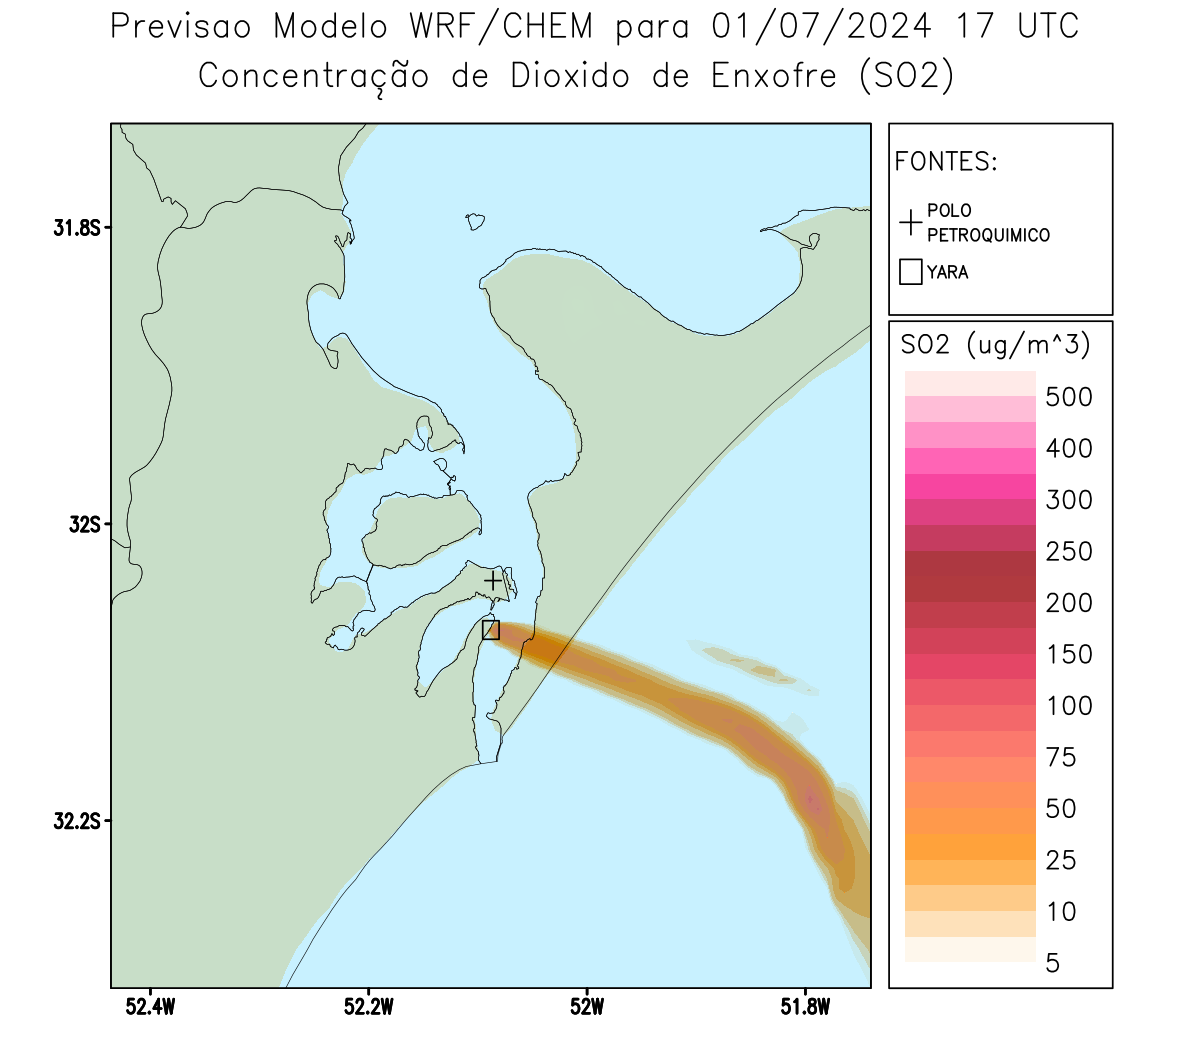 Previsao Modelo WRF/CHEM para 01/07/2024 17 UTC
Concentração de Dioxido de Enxofre (SO2)
FONTES:
POLO
PETROQUIMICO
YARA
31.8S
32S
32.2S
52.4W
52.2W
52W
51.8W
SO2 (ug/m^3)
500
400
300
250
200
150
100
75
50
25
10
5